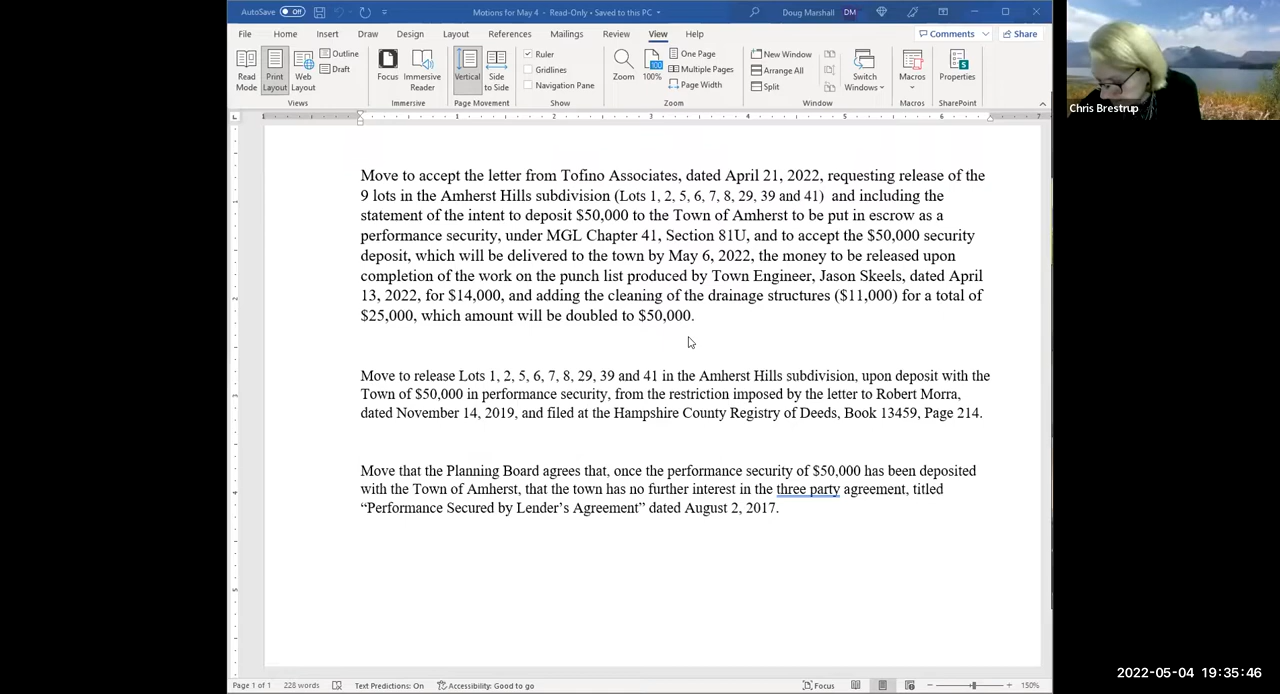 AutoSave Off
Motions for May 4 - Read-Only • Saved to this PC
Doug Marshall DM
File Home Insert Draw Design Layout References Mailings Review View Help
Comments Share
Read Mode
Print Layout
Web Layout
Outline
Draft
Views
Focus
Immersive Reader
Immersive
Vertical
Side to Side
Page Movement
Ruler
Gridlines
Navigation Pane
Show
Zoom
100%
One Page
Multiple Pages
Page Width
Zoom
New Window
Arrange All
Split
Switch Windows
Window
Macros
Macros
Properties
SharePoint
Chris Brestrup
Move to accept the letter from Tofino Associates, dated April 21, 2022, requesting release of the
9 lots in the Amherst Hills subdivision (Lots 1, 2, 5, 6, 7, 8, 29, 39 and 41) and including the
statement of the intent to deposit $50,000 to the Town of Amherst to be put in escrow as a
performance security, under MGL Chapter 41, Section 81U, and to accept the $50,000 security
deposit, which will be delivered to the town by May 6, 2022, the money to be released upon
completion of the work on the punch list produced by Town Engineer, Jason Skeels, dated April
13, 2022, for $14,000, and adding the cleaning of the drainage structures ($11,000) for a total of
$25,000, which amount will be doubled to $50,000.
Move to release Lots 1, 2, 5, 6, 7, 8, 29, 39 and 41 in the Amherst Hills subdivision, upon deposit with the
Town of $50,000 in performance security, from the restriction imposed by the letter to Robert Morra,
dated November 14, 2019, and filed at the Hampshire County Registry of Deeds, Book 13459, Page 214.
Move that the Planning Board agrees that, once the performance security of $50,000 has been deposited
with the Town of Amherst, that the town has no further interest in the three party agreement, titled
“Performance Secured by Lender’s Agreement” dated August 2, 2017.
Page 1 of 1 228 words Text Predictions: On Accessibility: Good to go Focus 150%
2022-05-04 19:35:46